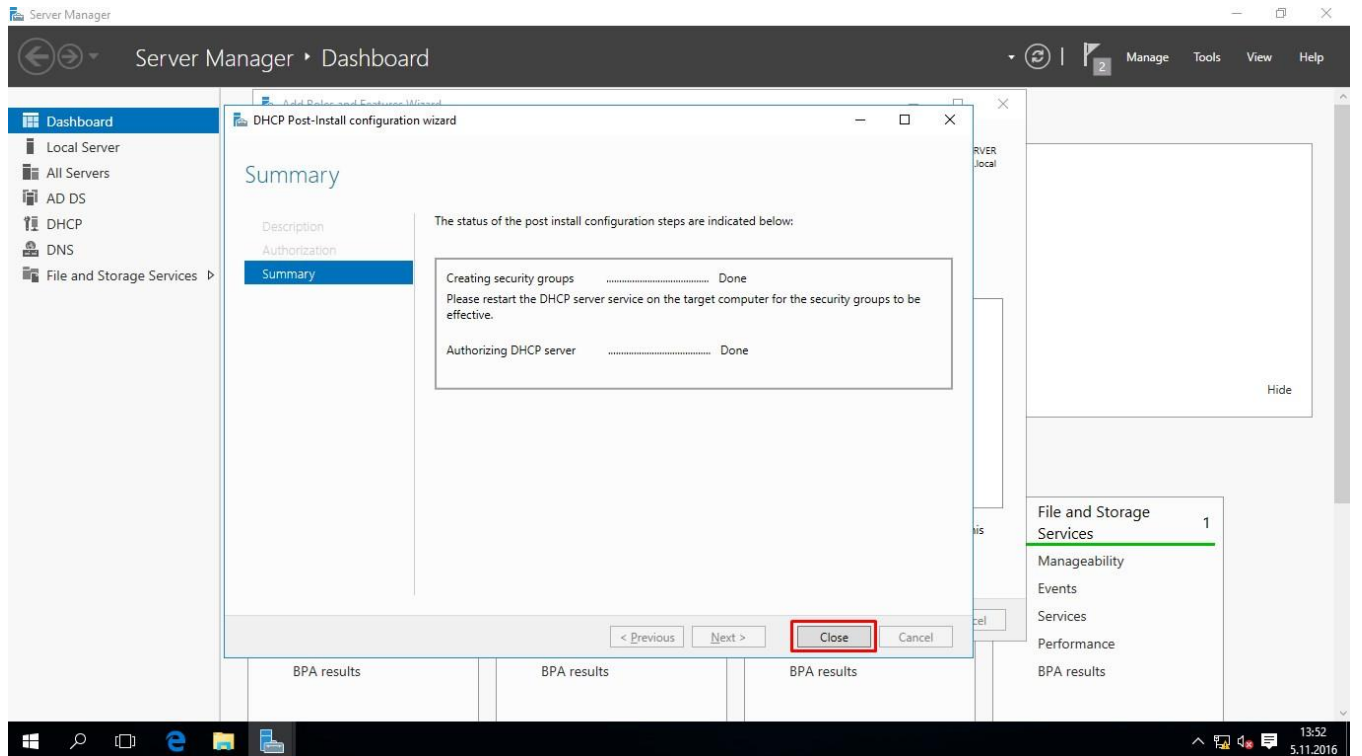 Server Manager
Server Manager ‣ Dashboard
2
Manage
Tools
View
Help
Dashboard
Local Server
All Servers
AD DS
DHCP
DNS
File and Storage Services
Add Roles and Features Wizard
DHCP Post-Install configuration wizard
Summary
Description
Authorization
Summary
The status of the post install configuration steps are indicated below:
Creating security groups ........................................ Done
Please restart the DHCP server service on the target computer for the security groups to be
effective.
Authorizing DHCP server ........................................ Done
< Previous
Next >
Close
Cancel
RVER
.local
his
cel
Hide
File and Storage
Services
1
Manageability
Events
Services
Performance
BPA results
BPA results
BPA results
BPA results
13:52
5.11.2016